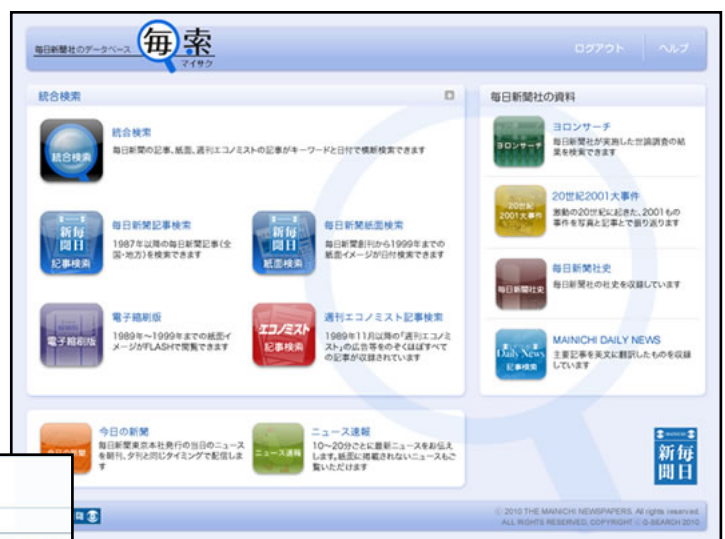 毎日新聞社のデータベース
毎索
マイサク
ログアウト
ヘルプ
統合検索
統合検索
統合検索
毎日新聞の記事、紙面、週刊エコノミストの記事がキーワードと日付で横断検索できます
新毎
聞日
記事検索
毎日新聞記事検索
1987年以降の毎日新聞記事(全
国・地方)を検索できます
新毎
聞日
紙面検索
毎日新聞紙面検索
毎日新聞創刊から1999年までの
紙面イメージが日付検索できます
電子縮刷版
電子縮刷版
1989年〜1999年までの紙面イ
メージがFLASHで閲覧できます
エコノミスト
記事検索
週刊エコノミスト記事検索
1989年11月以降の「週刊エコノミ
スト」の広告等をのぞくほぼすべて
の記事が収録されています
今日の新聞
今日の新聞
毎日新聞東京本社発行の当日のニュース
を朝刊、夕刊と同じタイミングで配信しま
す
ニュース速報
ニュース速報
10〜20分ごとに最新ニュースをお伝え
します。紙面に掲載されないニュースもご
覧いただけます
毎日新聞社の資料
ヨロンサーチ
ヨロンサーチ
毎日新聞社が実施した世論調査の結
果を検索できます
20世紀
2001大事件
20世紀2001大事件
激動の20世紀に起きた、2001もの
事件を写真と記事とで振り返ります
毎日新聞社史
毎日新聞社史
毎日新聞社の社史を収録しています
Daily News
記事検索
MAINICHI DAILY NEWS
主要記事を英文に翻訳したものを収録
しています
MAINICHI
新毎
聞日
© 2010 THE MAINICHI NEWSPAPERS. All rights reserved.
ALL RIGHTS RESERVED, COPYRIGHT © G-SEARCH 2010